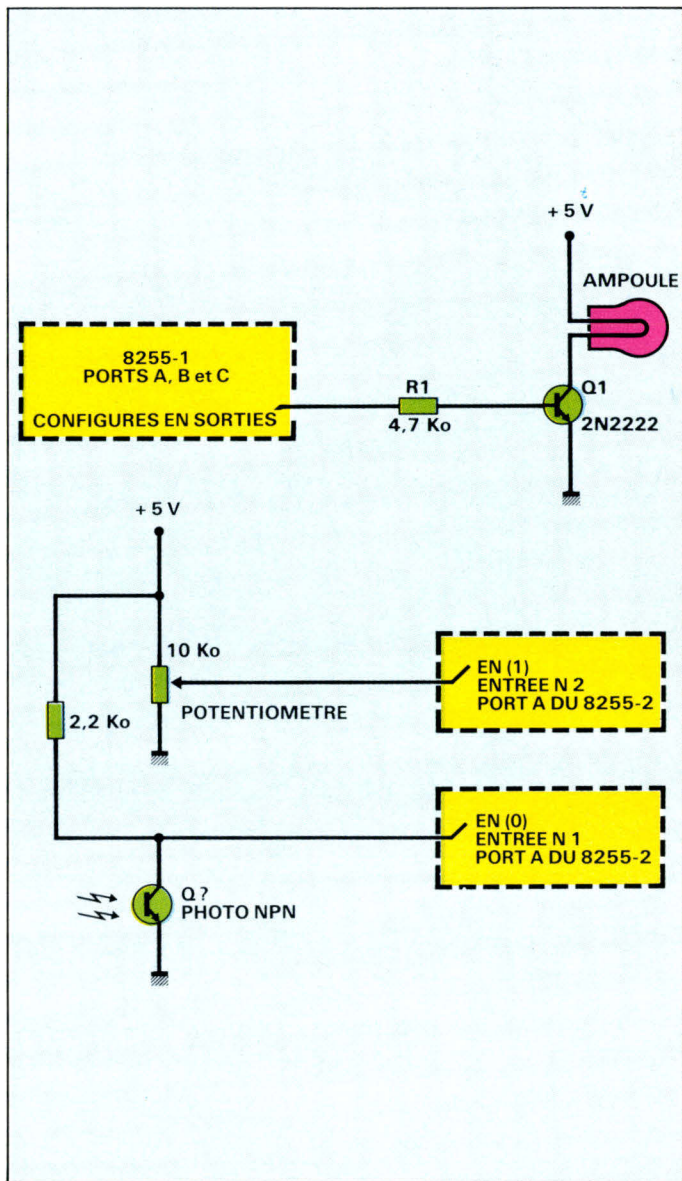 + 5 V
AMPOULE
8255-1
PORTS A, B et C
CONFIGURES EN SORTIES
R1
4,7 Ko
Q1
2N2222
+ 5 V
10 Ko
POTENTIOMETRE
2,2 Ko
EN (1)
ENTREE N 2
PORT A DU 8255-2
EN (0)
ENTREE N 1
PORT A DU 8255-2
Q ?
PHOTO NPN